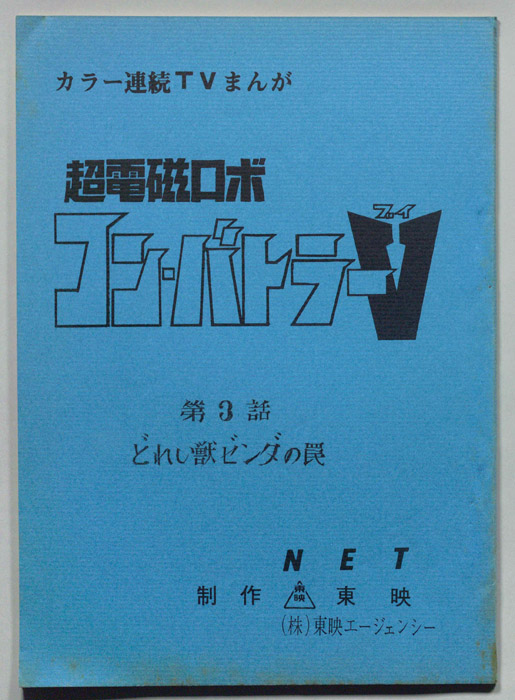 カラー連続TVまんが
超電磁ロボ
コン・バトラーV
ブイ
第3話
どれい獣ゼンダの罠
NET
制作 東映 東映
(株)東映エージェンシー